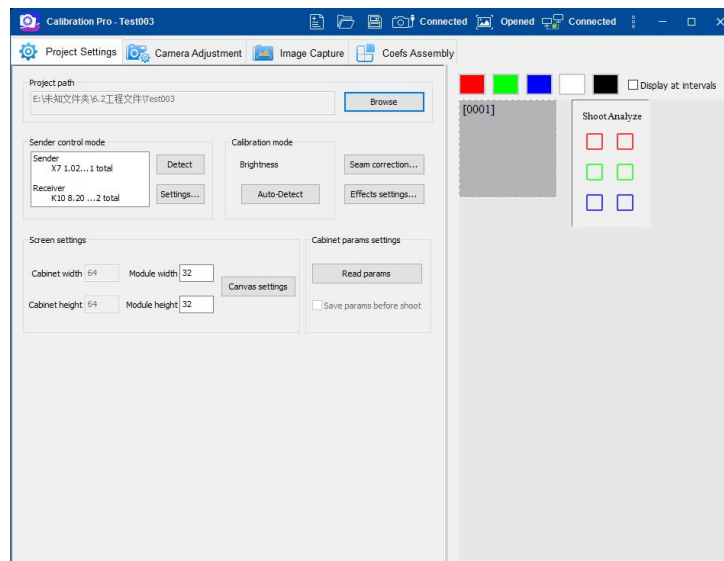 Calibration Pro - Test003
Connected
Opened
Connected
Project Settings
Camera Adjustment
Image Capture
Coefs Assembly
Project path
E:\未知文件夹\6.2工程文件\Test003
Browse
Display at intervals
[0001]
Shoot Analyze
Sender control mode
Sender
X7 1.02...1 total
Receiver
K10 8.20 ...2 total
Detect
Settings...
Calibration mode
Brightness
Auto-Detect
Seam correction...
Effects settings...
Screen settings
Cabinet width 64
Module width 32
Cabinet height 64
Module height 32
Canvas settings
Cabinet params settings
Read params
Save params before shoot